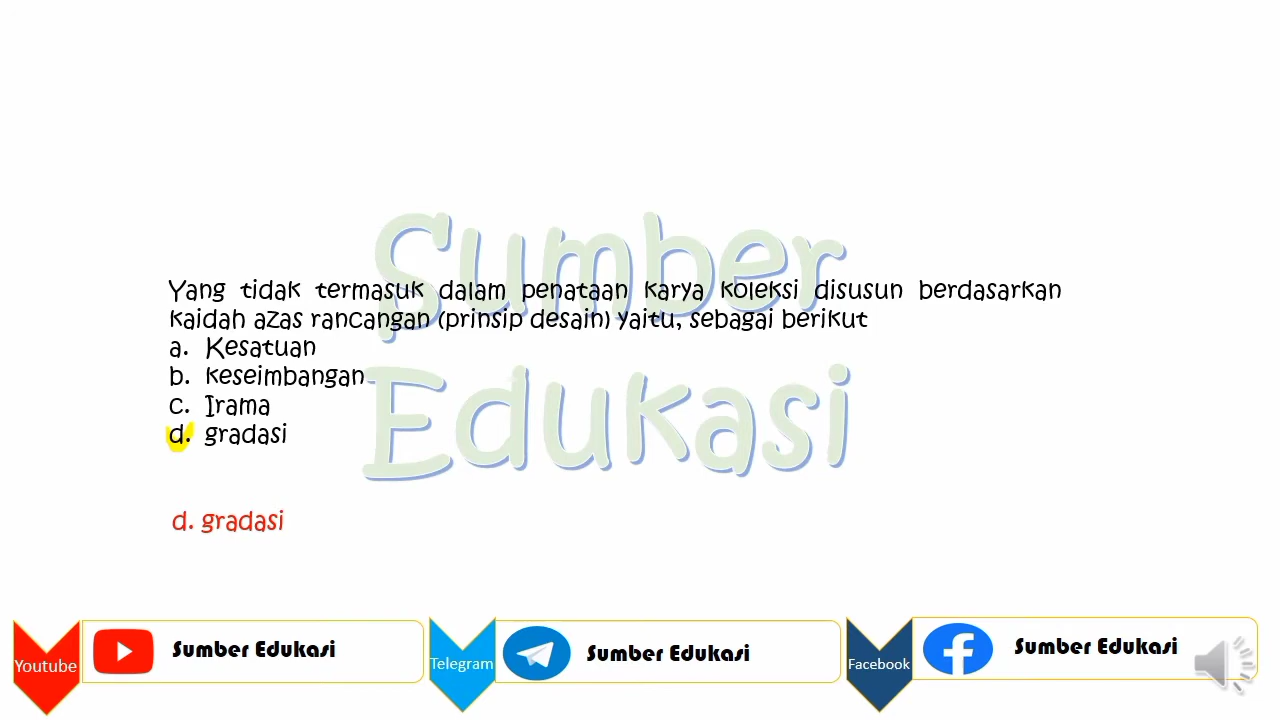 Sumber
Edukasi
Yang tidak termasuk dalam penataan karya koleksi disusun berdasarkan
kaidah azas rancangan (prinsip desain) yaitu, sebagai berikut
a. Kesatuan
b. keseimbangan
c. Irama
d. gradasi
d. gradasi
Youtube
Sumber Edukasi
Telegram
Sumber Edukasi
Facebook
Sumber Edukasi